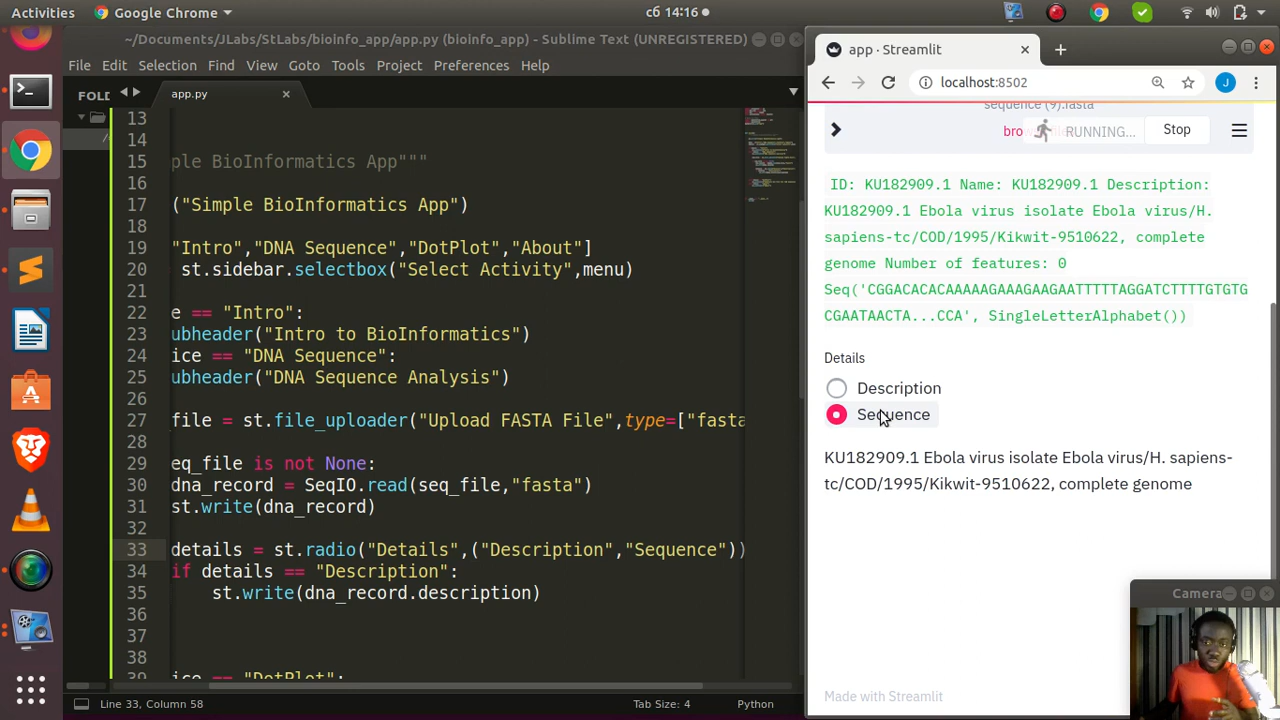 Activities
Google Chrome
сб 14:16
~/Documents/JLabs/StLabs/bioinfo_app/app.py (bioinfo_app) - Sublime Text (UNREGISTERED)
File Edit Selection Find View Goto Tools Project Preferences Help
FOLD
app.py
13
14
15 ple BioInformatics App"""
16
17 ("Simple BioInformatics App")
18
19 "Intro","DNA Sequence","DotPlot","About"]
20 st.sidebar.selectbox("Select Activity",menu)
21
22 e == "Intro":
23 ubheader("Intro to BioInformatics")
24 ice == "DNA Sequence":
25 ubheader("DNA Sequence Analysis")
26
27 file = st.file_uploader("Upload FASTA File",type=["fasta
28
29 eq_file is not None:
30 dna_record = SeqIO.read(seq_file,"fasta")
31 st.write(dna_record)
32
33 details = st.radio("Details",("Description","Sequence"))
34 if details == "Description":
35 st.write(dna_record.description)
36
37
38
39 ice == "DotPlot":
Line 33, Column 38
Tab Size: 4
Python
app · Streamlit
localhost:8502
J
sequence (9).fasta
RUNNING...
Stop
ID: KU182909.1 Name: KU182909.1 Description:
KU182909.1 Ebola virus isolate Ebola virus/H.
sapiens-tc/COD/1995/Kikwit-9510622, complete
genome Number of features: 0
Seq('CGGACACACAAAAAGAAAGAAGAATTTTTAGGATCTTTTGTGTG
CGAATAACTA...CCA', SingleLetterAlphabet())
Details
Description
Sequence
KU182909.1 Ebola virus isolate Ebola virus/H. sapiens-
tc/COD/1995/Kikwit-9510622, complete genome
Made with Streamlit
Camera